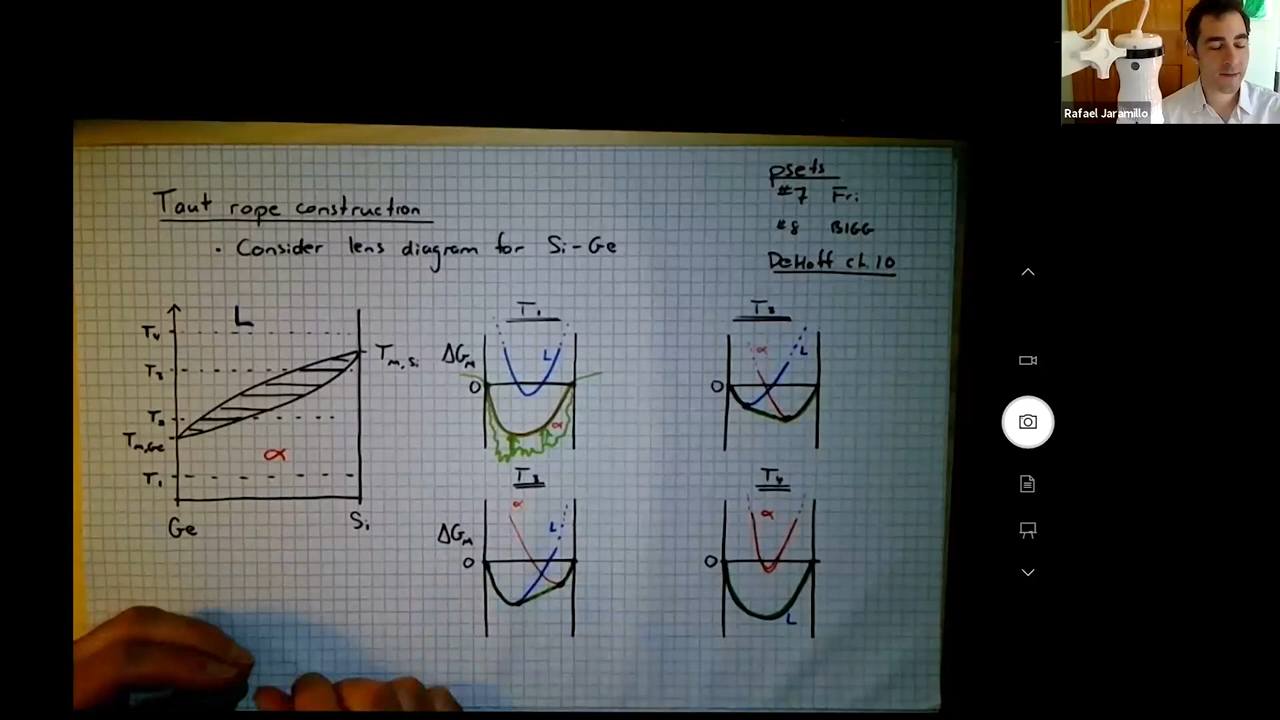 Rafael Jaramillo
psets
#7 Fri
#8 BIGG
DeHoff ch. 10
Taut rope construction
· Consider lens diagram for Si-Ge
T₄
L
T₃
T₂
T₁
α
Tm,Si
Tm,Ge
Ge
Si
T₁
ΔGM
0
L
α
T₂
0
α
L
T₃
ΔGM
0
α
L
T₄
0
α
L